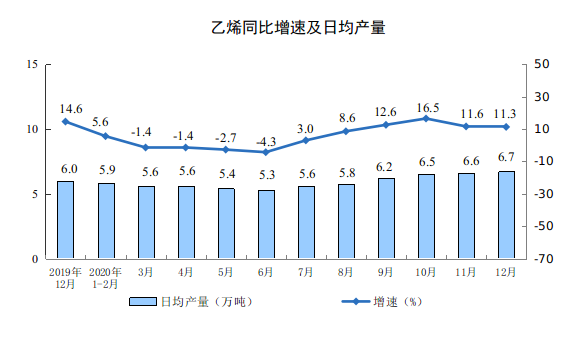 乙烯同比增速及日均产量
15
10
5
0
50
30
10
-10
-30
-50
-70
14.6
5.6
-1.4
-1.4
-2.7
-4.3
3.0
8.6
12.6
16.5
11.6
11.3
6.0
5.9
5.6
5.6
5.4
5.3
5.6
5.8
6.2
6.5
6.6
6.7
2019年
12月
2020年
1-2月
3月
4月
5月
6月
7月
8月
9月
10月
11月
12月
日均产量（万吨）
增速（%）